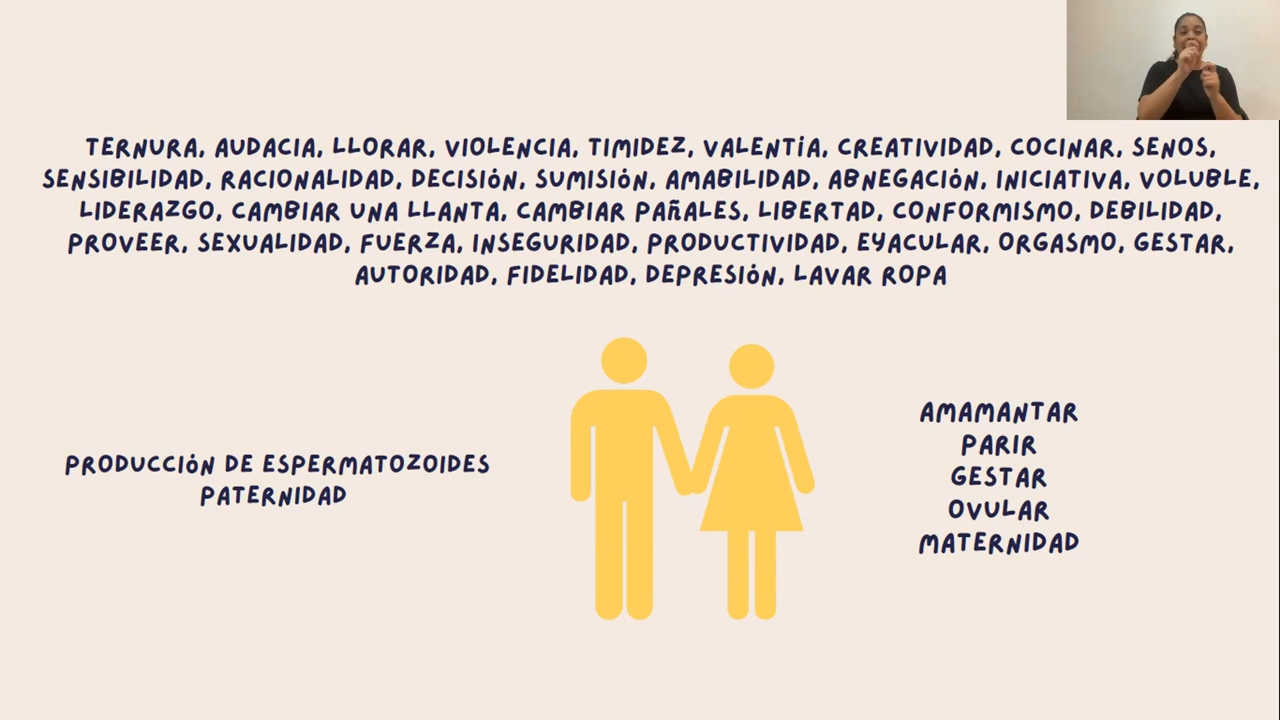 TERNURA, AUDACIA, LLORAR, VIOLENCIA, TIMIDEZ, VALENTÍA, CREATIVIDAD, COCINAR, SENOS,
SENSIBILIDAD, RACIONALIDAD, DECISIÓN, SUMISIÓN, AMABILIDAD, ABNEGACIÓN, INICIATIVA, VOLUBLE,
LIDERAZGO, CAMBIAR UNA LLANTA, CAMBIAR PAÑALES, LIBERTAD, CONFORMISMO, DEBILIDAD,
PROVEER, SEXUALIDAD, FUERZA, INSEGURIDAD, PRODUCTIVIDAD, EYACULAR, ORGASMO, GESTAR,
AUTORIDAD, FIDELIDAD, DEPRESIÓN, LAVAR ROPA
PRODUCCIÓN DE ESPERMATOZOIDES
PATERNIDAD
AMAMANTAR
PARIR
GESTAR
OVULAR
MATERNIDAD